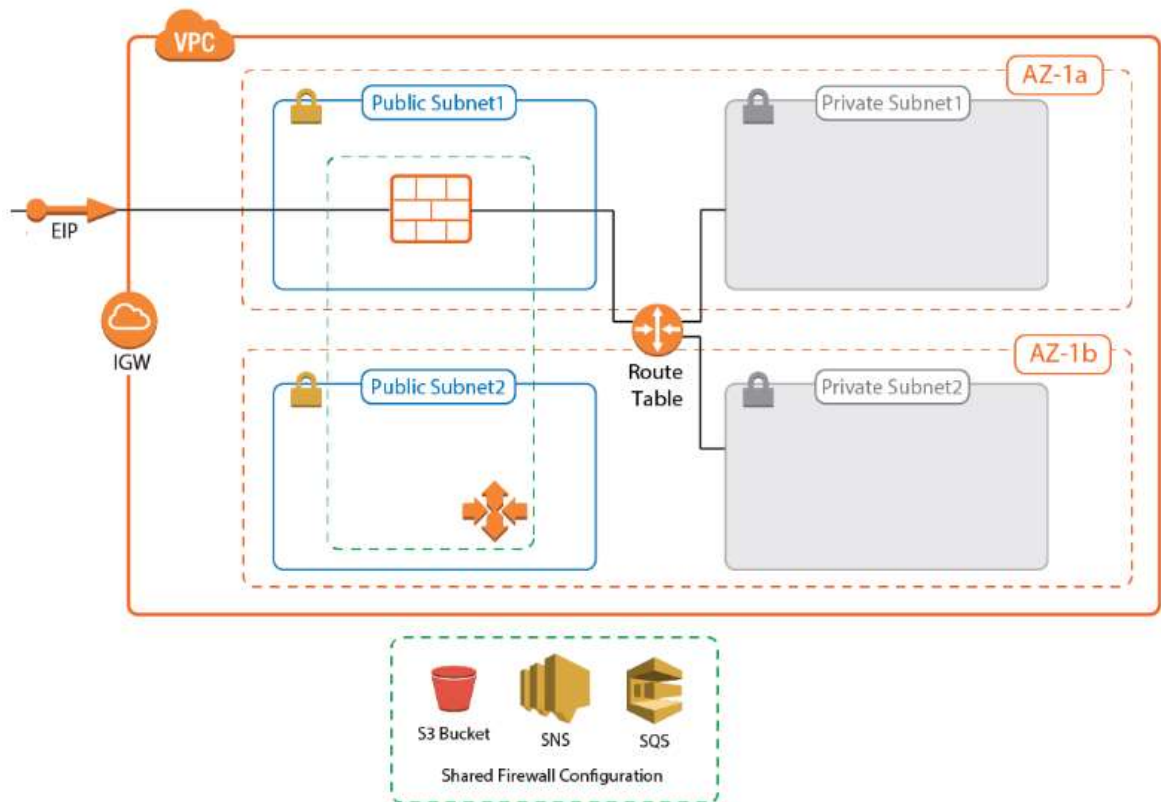 VPC
AZ-1a
Public Subnet1
Private Subnet1
EIP
IGW
Route
Table
AZ-1b
Public Subnet2
Private Subnet2
S3 Bucket
SNS
SQS
Shared Firewall Configuration